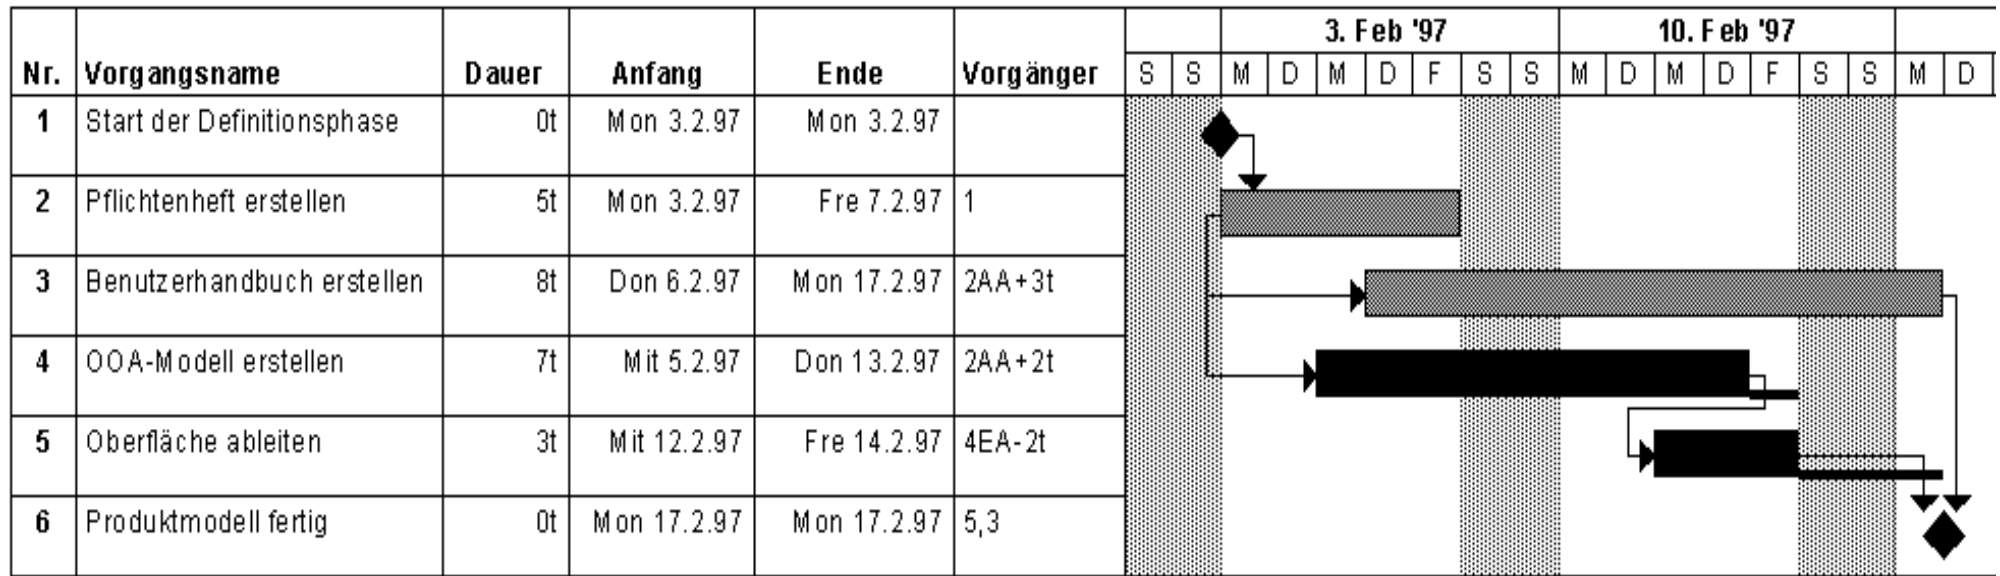 3. Feb '97 10. Feb '97
Nr. Vorgangsname Dauer Anfang Ende Vorgänger S S M D M D F S S M D M D F S S M D
1 Start der Definitionsphase 0t Mon 3.2.97 Mon 3.2.97
2 Pflichtenheft erstellen 5t Mon 3.2.97 Fre 7.2.97 1
3 Benutzerhandbuch erstellen 8t Don 6.2.97 Mon 17.2.97 2AA+3t
4 OOA-Modell erstellen 7t Mit 5.2.97 Don 13.2.97 2AA+2t
5 Oberfläche ableiten 3t Mit 12.2.97 Fre 14.2.97 4EA-2t
6 Produktmodell fertig 0t Mon 17.2.97 Mon 17.2.97 5,3